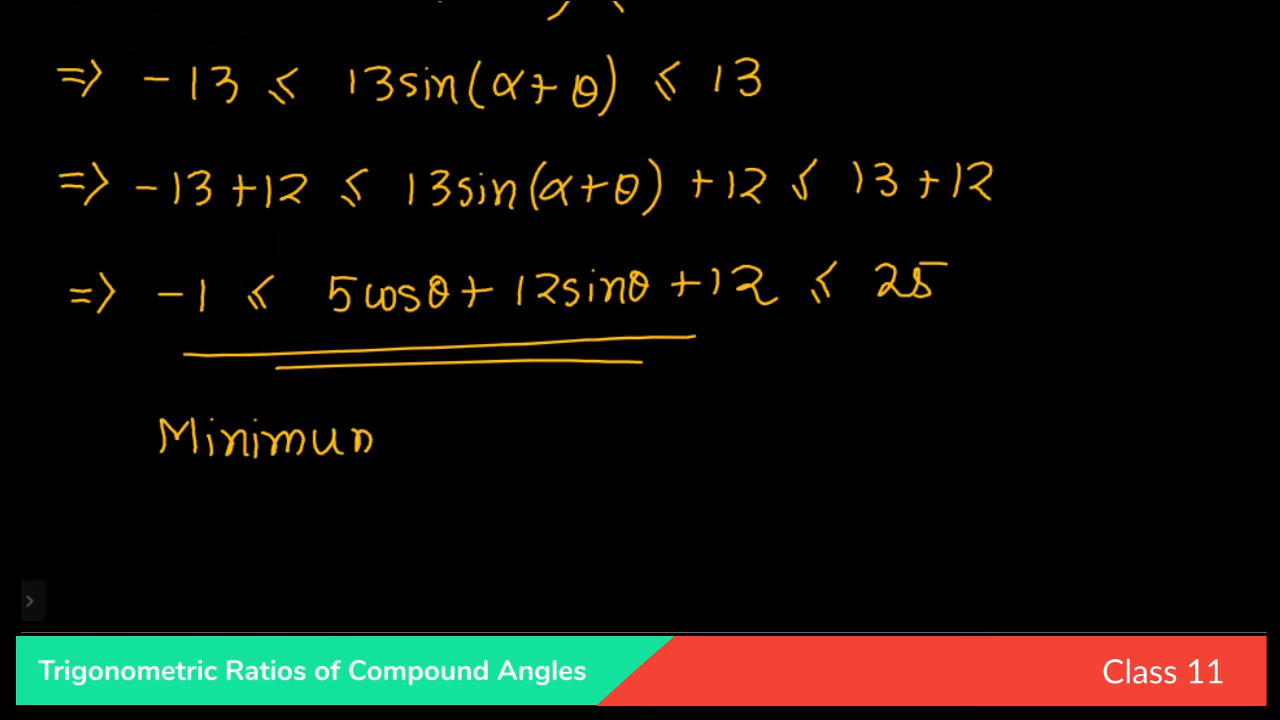 => -13 ⩽ 13sin(α+θ) ⩽ 13
=> -13+12 ⩽ 13sin(α+θ) +12 ⩽ 13+12
=> -1 ⩽ 5cosθ+ 12sinθ +12 ⩽ 25
Minimum
Trigonometric Ratios of Compound Angles
Class 11